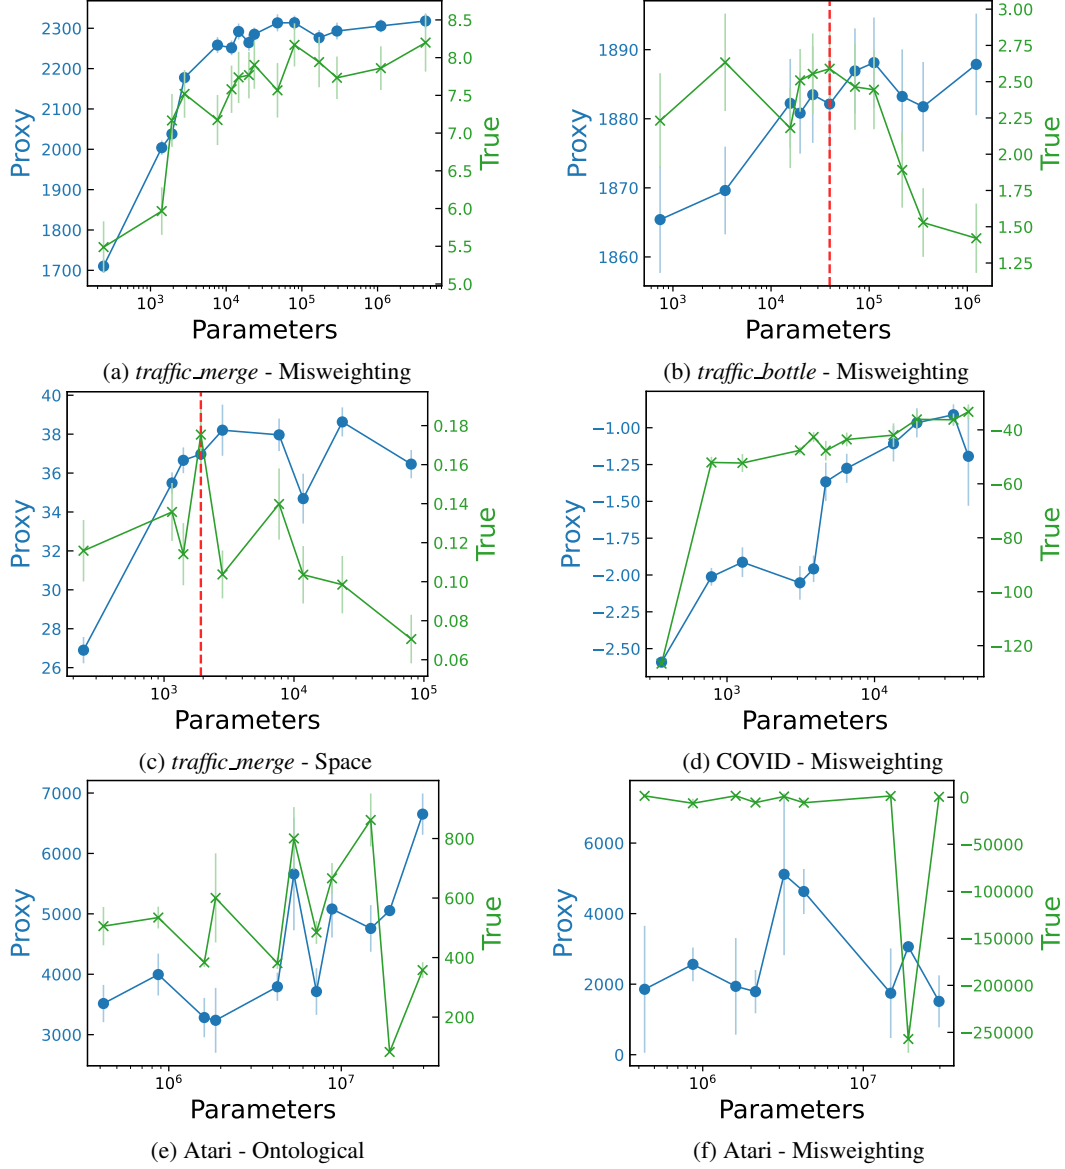 2300
2200
2100
2000
1900
1800
1700
Proxy
8.5
8.0
7.5
7.0
6.5
6.0
5.5
5.0
True
10³ 10⁴ 10⁵ 10⁶
Parameters
(a) traffic_merge - Misweighting
1890
1880
1870
1860
Proxy
3.00
2.75
2.50
2.25
2.00
1.75
1.50
1.25
True
10³ 10⁴ 10⁵ 10⁶
Parameters
(b) traffic_bottle - Misweighting
40
38
36
34
32
30
28
26
Proxy
0.18
0.16
0.14
0.12
0.10
0.08
0.06
True
10³ 10⁴ 10⁵
Parameters
(c) traffic_merge - Space
−1.00
−1.25
−1.50
−1.75
−2.00
−2.25
−2.50
Proxy
−40
−60
−80
−100
−120
True
10³ 10⁴
Parameters
(d) COVID - Misweighting
7000
6000
5000
4000
3000
Proxy
800
600
400
200
True
10⁶ 10⁷
Parameters
(e) Atari - Ontological
6000
4000
2000
0
Proxy
0
−50000
−100000
−150000
−200000
−250000
True
10⁶ 10⁷
Parameters
(f) Atari - Misweighting